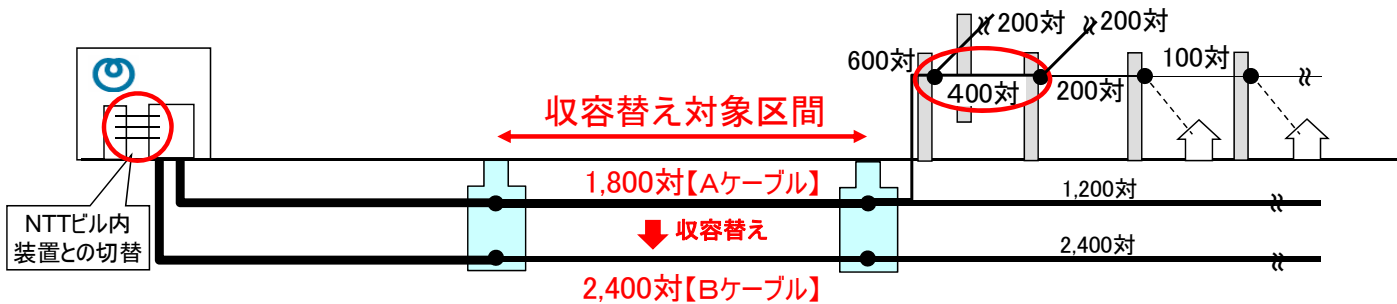 200対
200対
600対
400対
200対
100対
収容替え対象区間
1,800対【Aケーブル】
1,200対
NTTビル内
装置との切替
収容替え
2,400対
2,400対【Bケーブル】